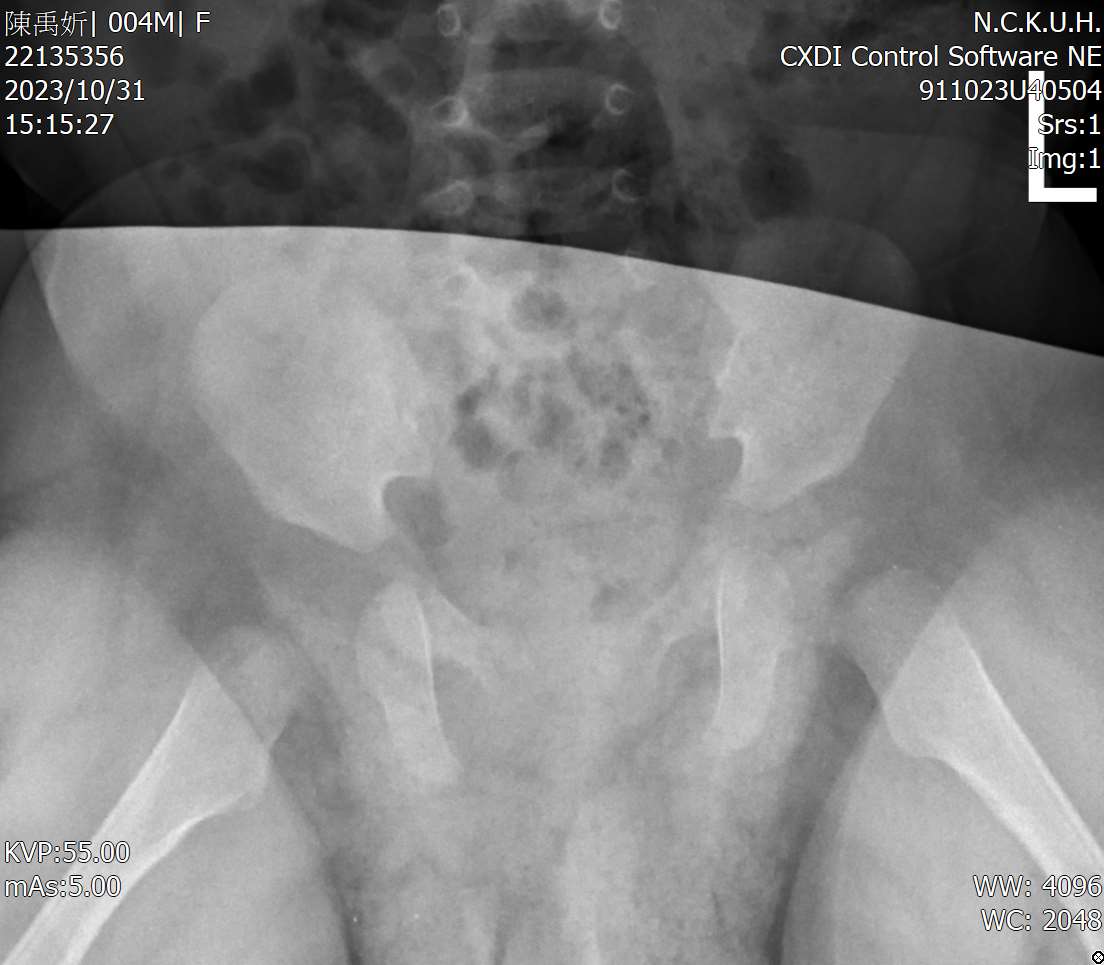 陳禹妡| 004M| F
22135356
2023/10/31
15:15:27
N.C.K.U.H.
CXDI Control Software NE
911023U40504
Srs:1
Img:1
L
KVP:55.00
mAs:5.00
WW: 4096
WC: 2048